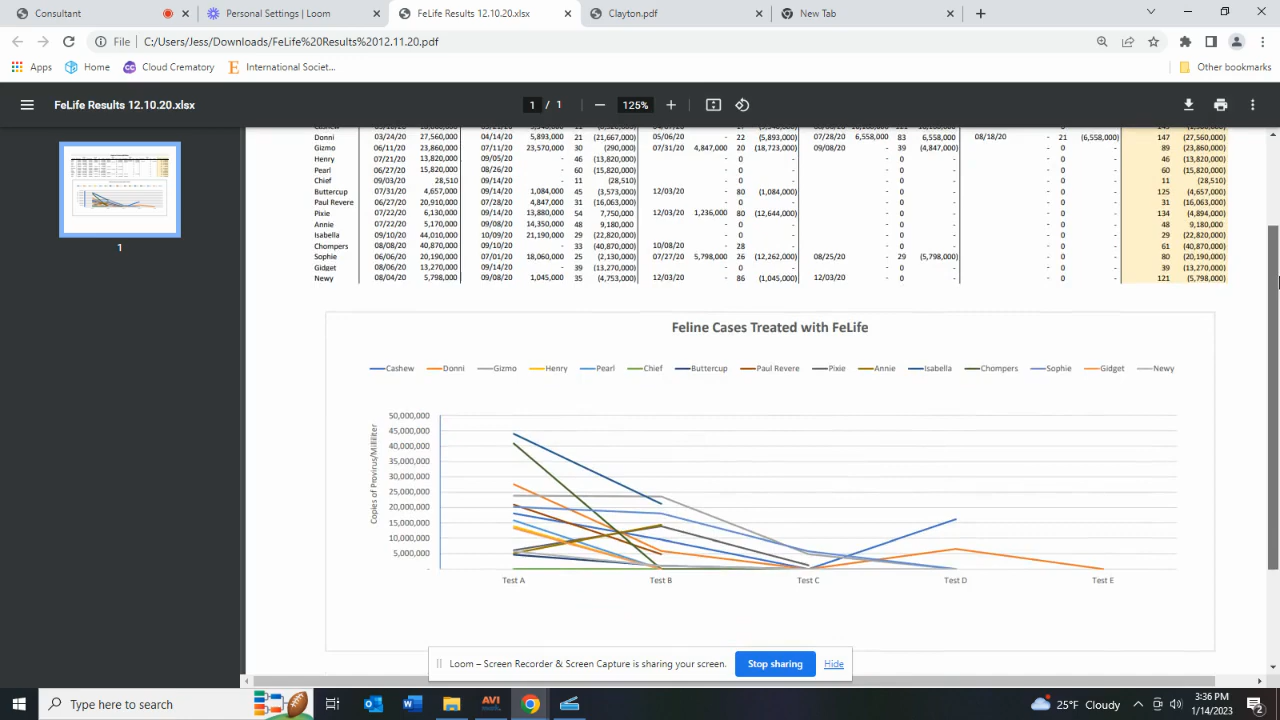 Consultant
Personal Settings | Loom
FeLife Results 12.10.20.xlsx
Clayton.pdf
New Tab
File C:/Users/Jess/Downloads/FeLife%20Results%2012.11.20.pdf
Apps Home Cloud Crematory International Societ... Other bookmarks
FeLife Results 12.10.20.xlsx 1 / 1 125%
Donni 03/24/20 27,560,000 04/14/20 5,893,000 21 (21,667,000) 05/06/20 - 22 (5,893,000) 07/28/20 6,558,000 83 6,558,000 08/18/20 - 21 (6,558,000) 147 (27,560,000)
Gizmo 06/11/20 23,860,000 07/11/20 23,570,000 30 (290,000) 07/31/20 4,847,000 20 (18,723,000) 09/08/20 - 39 (4,847,000) - 0 - 89 (23,860,000)
Henry 07/21/20 13,820,000 09/05/20 - 46 (13,820,000) - 0 - - 0 - - 0 - 46 (13,820,000)
Pearl 06/27/20 15,820,000 08/26/20 - 60 (15,820,000) - 0 - - 0 - - 0 - 60 (15,820,000)
Chief 09/03/20 28,510 09/14/20 - 11 (28,510) - 0 - - 0 - - 0 - 11 (28,510)
Buttercup 07/31/20 4,657,000 09/14/20 1,084,000 45 (3,573,000) 12/03/20 - 80 (1,084,000) - 0 - - 0 - 125 (4,657,000)
Paul Revere 06/27/20 20,910,000 07/28/20 4,847,000 31 (16,063,000) - 0 - - 0 - - 0 - 31 (16,063,000)
Pixie 07/22/20 6,130,000 09/14/20 13,880,000 54 7,750,000 12/03/20 1,236,000 80 (12,644,000) - 0 - - 0 - 134 (4,894,000)
Annie 07/22/20 5,170,000 09/08/20 14,350,000 48 9,180,000 - 0 - - 0 - - 0 - 48 9,180,000
Isabella 09/10/20 44,010,000 10/09/20 21,190,000 29 (22,820,000) - 0 - - 0 - - 0 - 29 (22,820,000)
Chompers 08/08/20 40,870,000 09/10/20 - 33 (40,870,000) 10/08/20 - 28 - - 0 - - 0 - 61 (40,870,000)
Sophie 06/06/20 20,190,000 07/01/20 18,060,000 25 (2,130,000) 07/27/20 5,798,000 26 (12,262,000) 08/25/20 - 29 (5,798,000) - 0 - 80 (20,190,000)
Gidget 08/06/20 13,270,000 09/14/20 - 39 (13,270,000) - 0 - - 0 - - 0 - 39 (13,270,000)
Newy 08/04/20 5,798,000 09/08/20 1,045,000 35 (4,753,000) 12/03/20 - 86 (1,045,000) 12/03/20 - 0 - - 0 - 121 (5,798,000)
1
Feline Cases Treated with FeLife
Cashew Donni Gizmo Henry Pearl Chief Buttercup Paul Revere Pixie Annie Isabella Chompers Sophie Gidget Newy
Copies of Provirus/Milliliter
50,000,000
45,000,000
40,000,000
35,000,000
30,000,000
25,000,000
20,000,000
15,000,000
10,000,000
5,000,000
-
Test A Test B Test C Test D Test E
Loom – Screen Recorder & Screen Capture is sharing your screen. Stop sharing Hide
Type here to search
AVI
25°F Cloudy
3:36 PM
1/14/2023
2